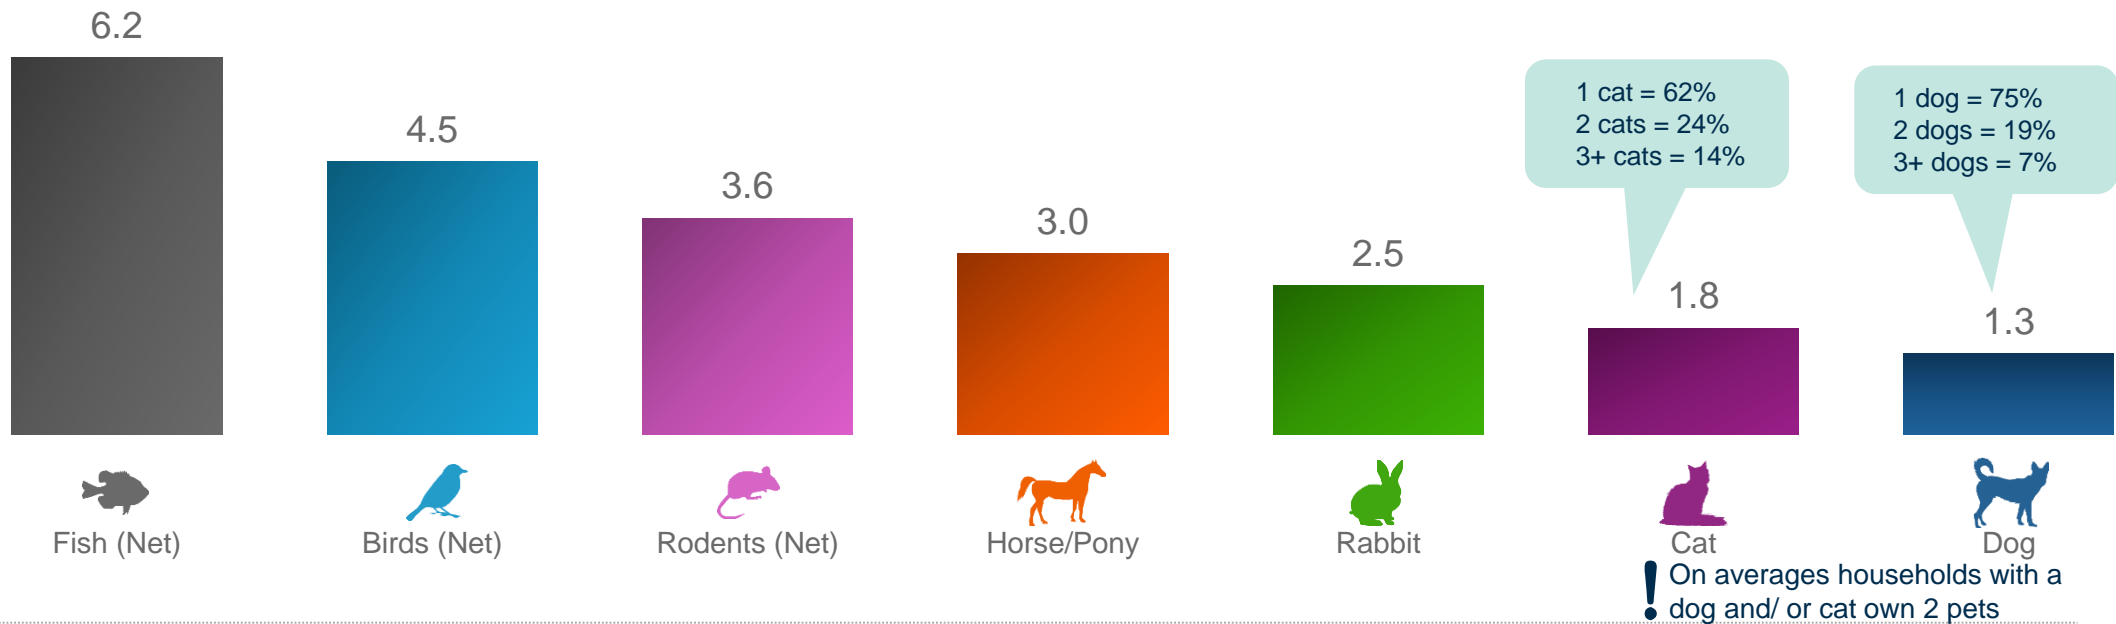 6.2
4.5
3.6
3.0
2.5
1.8
1.3
1 cat = 62%
2 cats = 24%
3+ cats = 14%
1 dog = 75%
2 dogs = 19%
3+ dogs = 7%
Fish (Net)
Birds (Net)
Rodents (Net)
Horse/Pony
Rabbit
Cat
Dog
! On averages households with a
dog and/ or cat own 2 pets